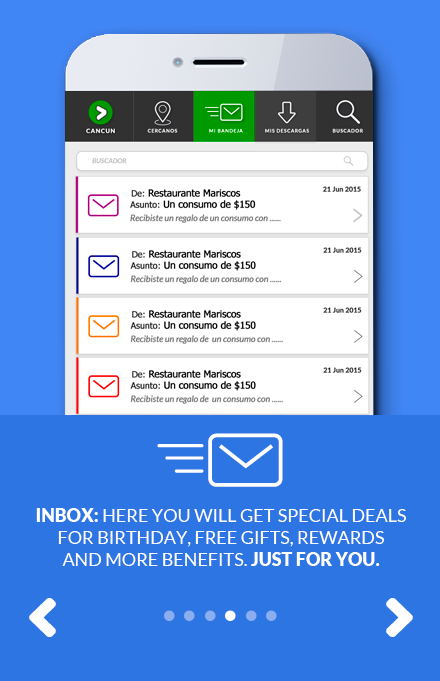 CANCUN
CERCANOS
MI BANDEJA
MIS DESCARGAS
BUSCADOR
BUSCADOR
De: Restaurante Mariscos
21 Jun 2015
Asunto: Un consumo de $150
Recibiste un regalo de un consumo con ......
De: Restaurante Mariscos
21 Jun 2015
Asunto: Un consumo de $150
Recibiste un regalo de un consumo con ......
De: Restaurante Mariscos
21 Jun 2015
Asunto: Un consumo de $150
Recibiste un regalo de un consumo con ......
De: Restaurante Mariscos
21 Jun 2015
Asunto: Un consumo de $150
Recibiste un regalo de un consumo con ......
INBOX: HERE YOU WILL GET SPECIAL DEALS
FOR BIRTHDAY, FREE GIFTS, REWARDS
AND MORE BENEFITS. JUST FOR YOU.